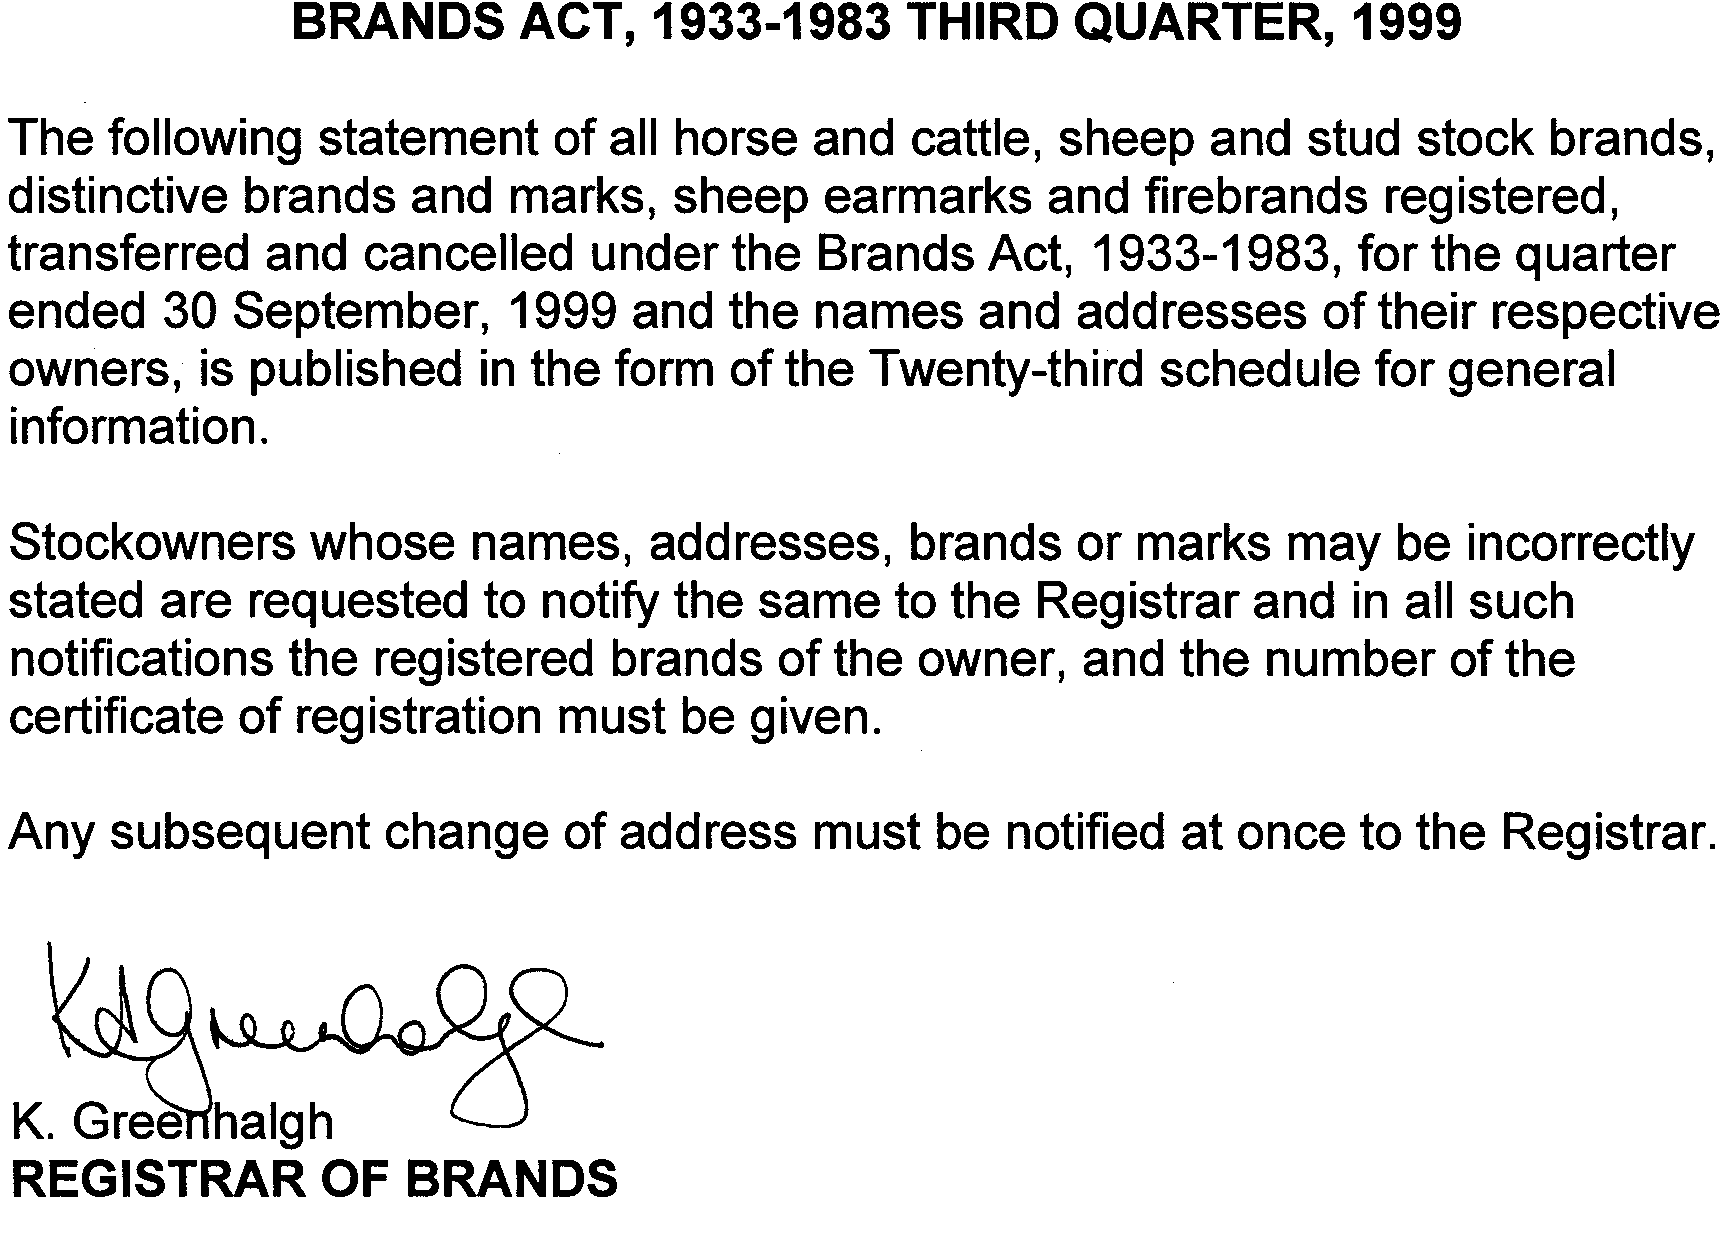 BRANDS ACT, 1933-1983 THIRD QUARTER, 1999
The following statement of all horse and cattle, sheep and stud stock brands,
distinctive brands and marks, sheep earmarks and firebrands registered,
transferred and cancelled under the Brands Act, 1933-1983, for the quarter
ended 30 September, 1999 and the names and addresses of their respective
owners, is published in the form of the Twenty-third schedule for general
information.
Stockowners whose names, addresses, brands or marks may be incorrectly
stated are requested to notify the same to the Registrar and in all such
notifications the registered brands of the owner, and the number of the
certificate of registration must be given.
Any subsequent change of address must be notified at once to the Registrar.
KAGreenhalgh
K. Greenhalgh
REGISTRAR OF BRANDS